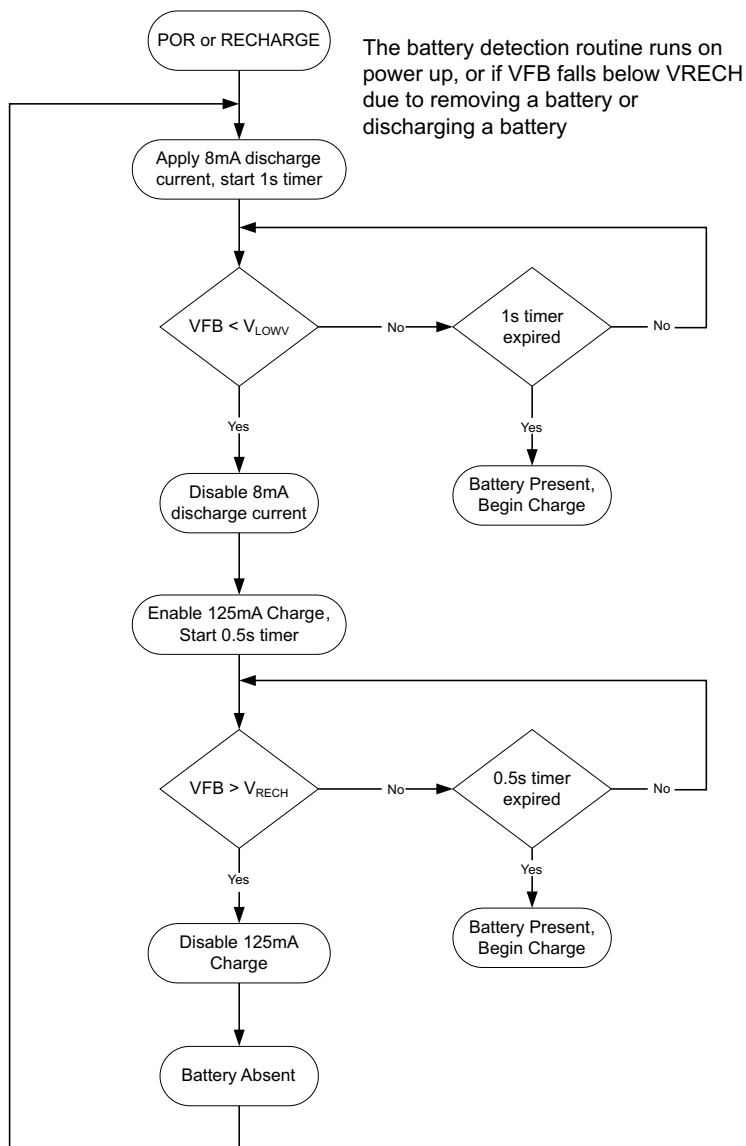 POR or RECHARGE
The battery detection routine runs on
power up, or if VFB falls below VRECH
due to removing a battery or
discharging a battery
Apply 8mA discharge
current, start 1s timer
VFB < VLOWV
No
1s timer
expired
No
Yes
Yes
Disable 8mA
discharge current
Battery Present,
Begin Charge
Enable 125mA Charge,
Start 0.5s timer
VFB > VRECH
No
0.5s timer
expired
No
Yes
Yes
Disable 125mA
Charge
Battery Present,
Begin Charge
Battery Absent